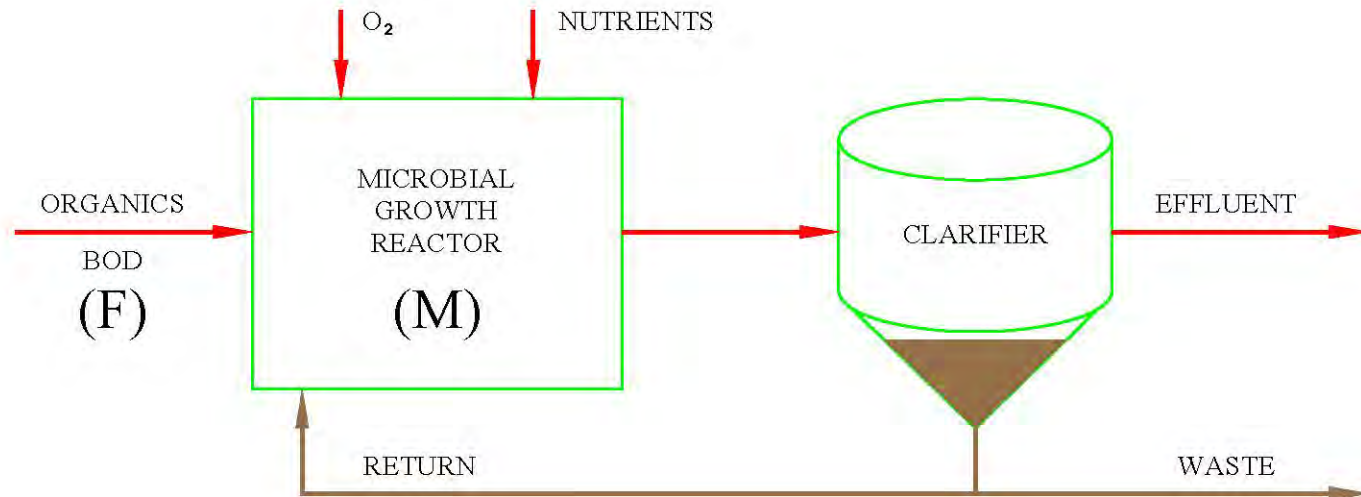 O₂
NUTRIENTS
ORGANICS
BOD
(F)
MICROBIAL
GROWTH
REACTOR
(M)
CLARIFIER
EFFLUENT
RETURN
WASTE